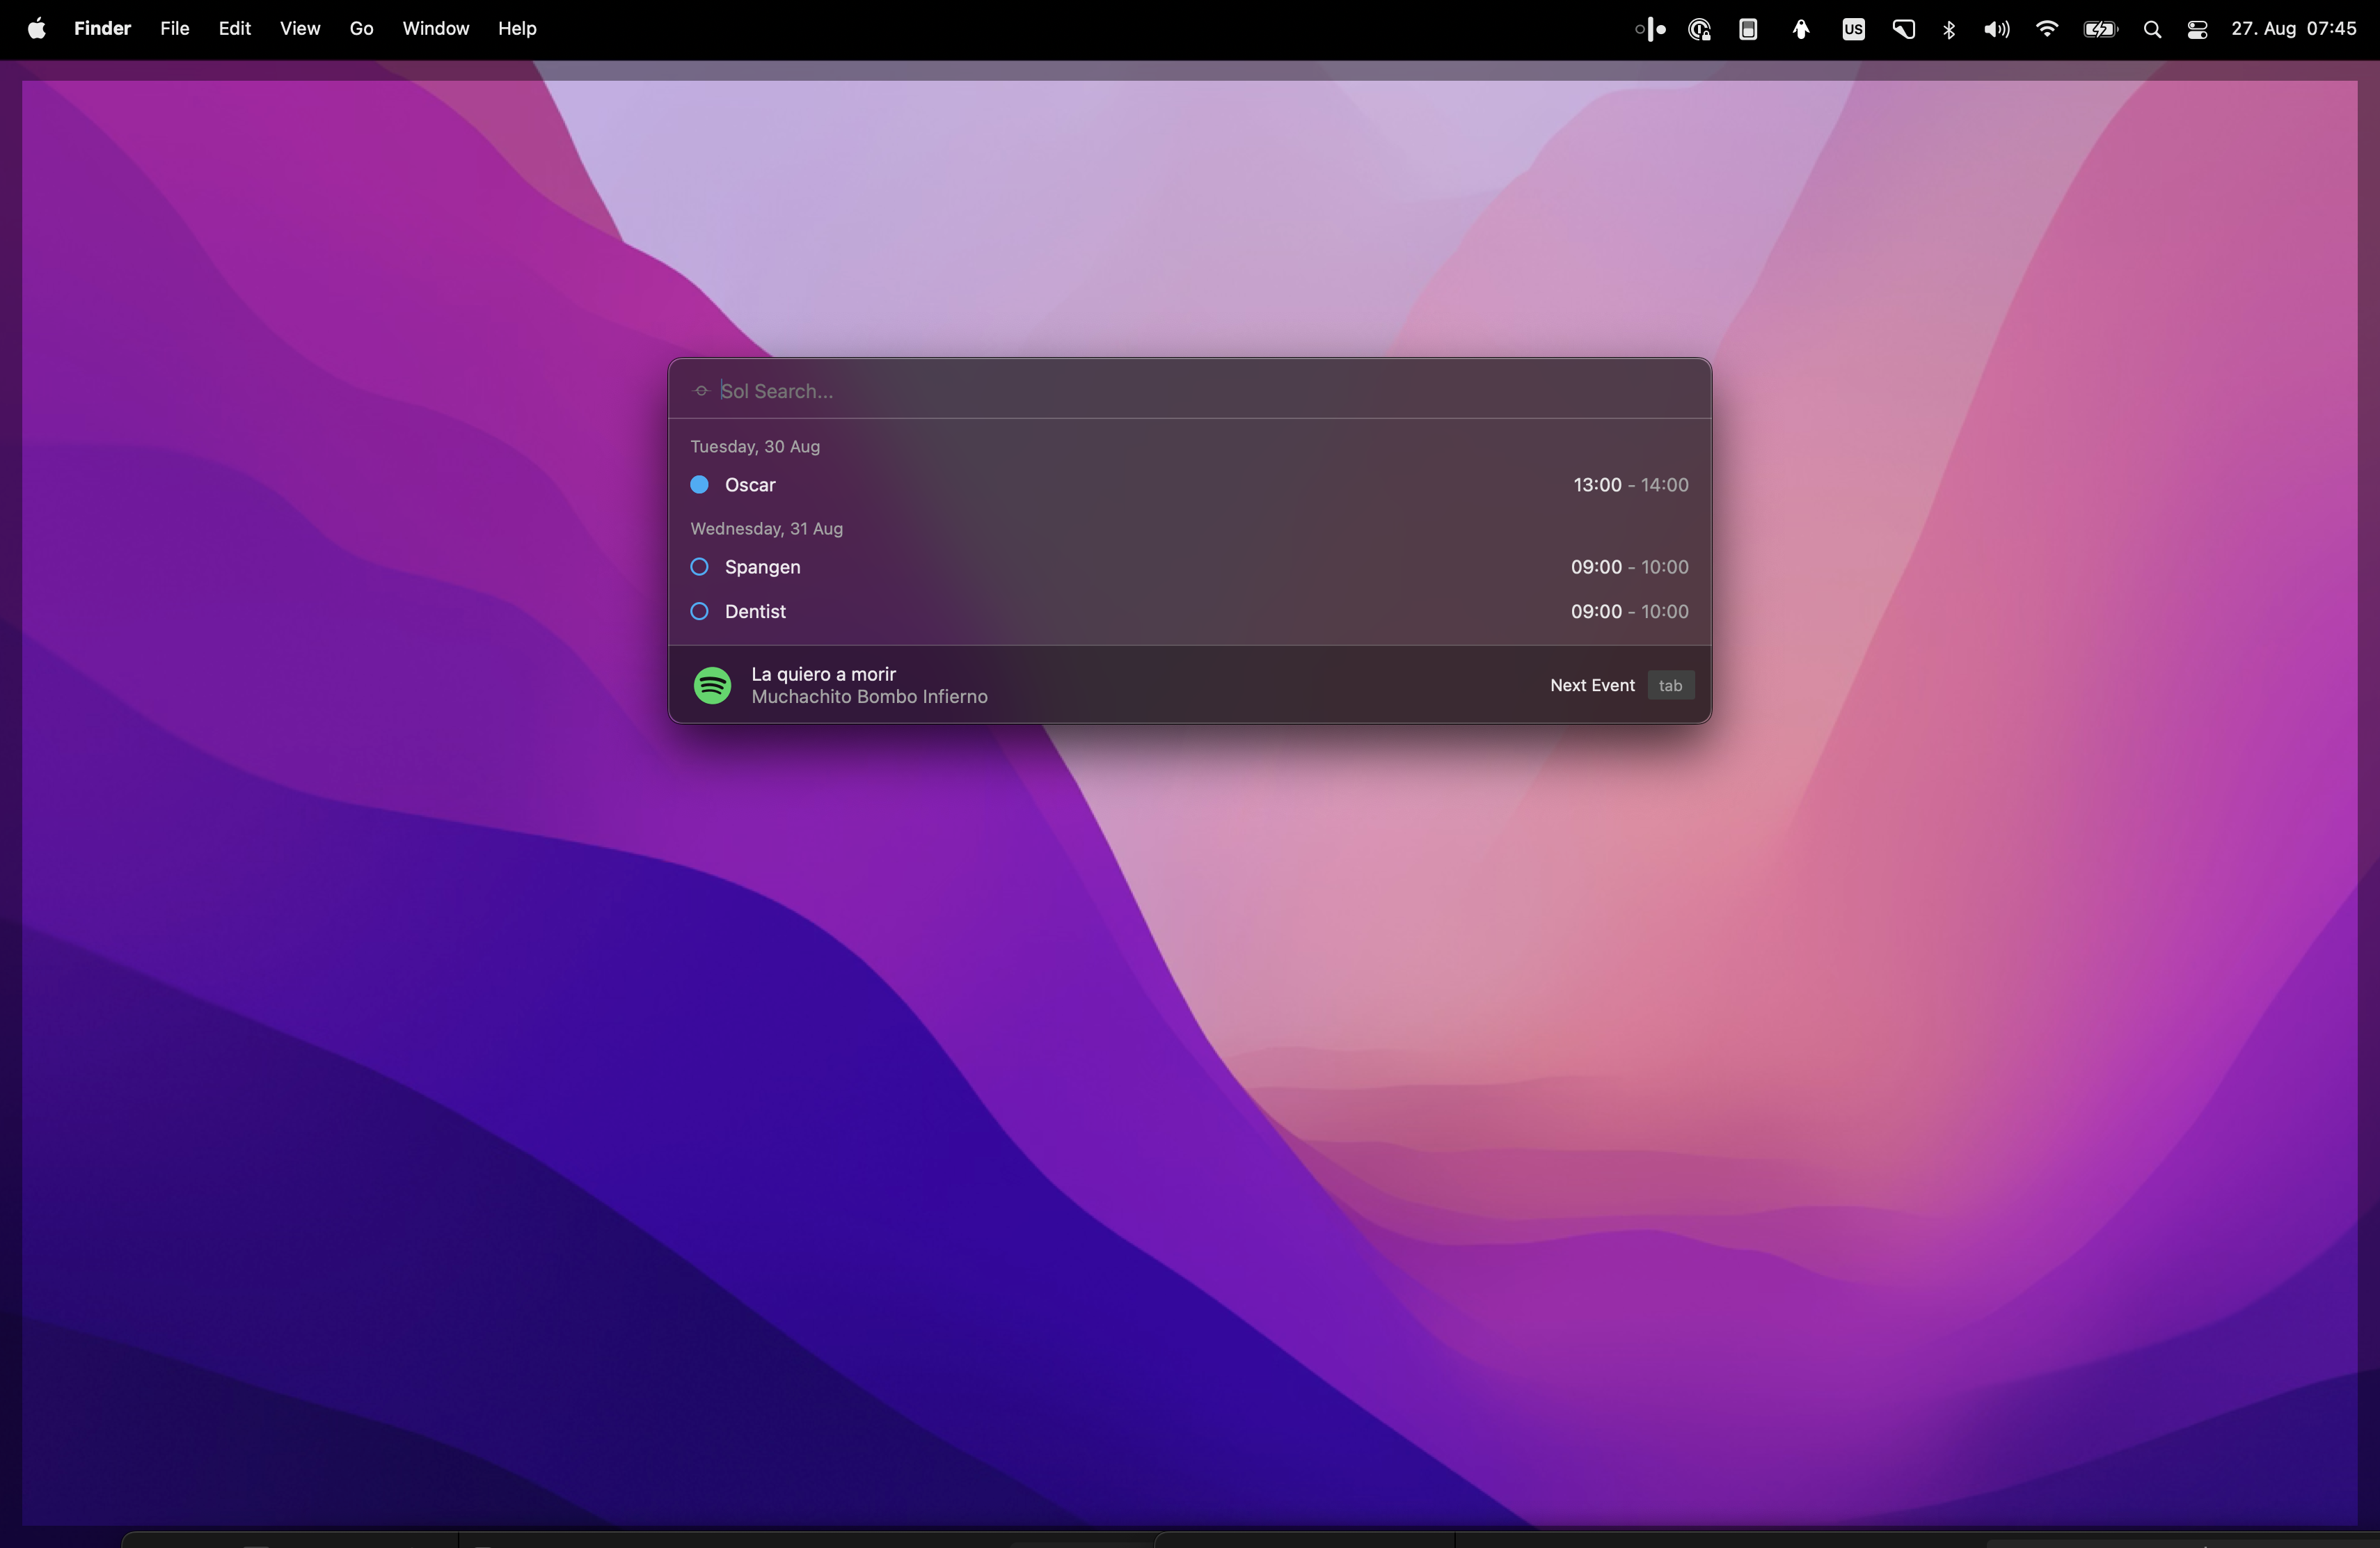 Finder File Edit View Go Window Help US 27. Aug 07:45
Sol Search...
Tuesday, 30 Aug
Oscar 13:00 - 14:00
Wednesday, 31 Aug
Spangen 09:00 - 10:00
Dentist 09:00 - 10:00
La quiero a morir
Muchachito Bombo Infierno
Next Event tab